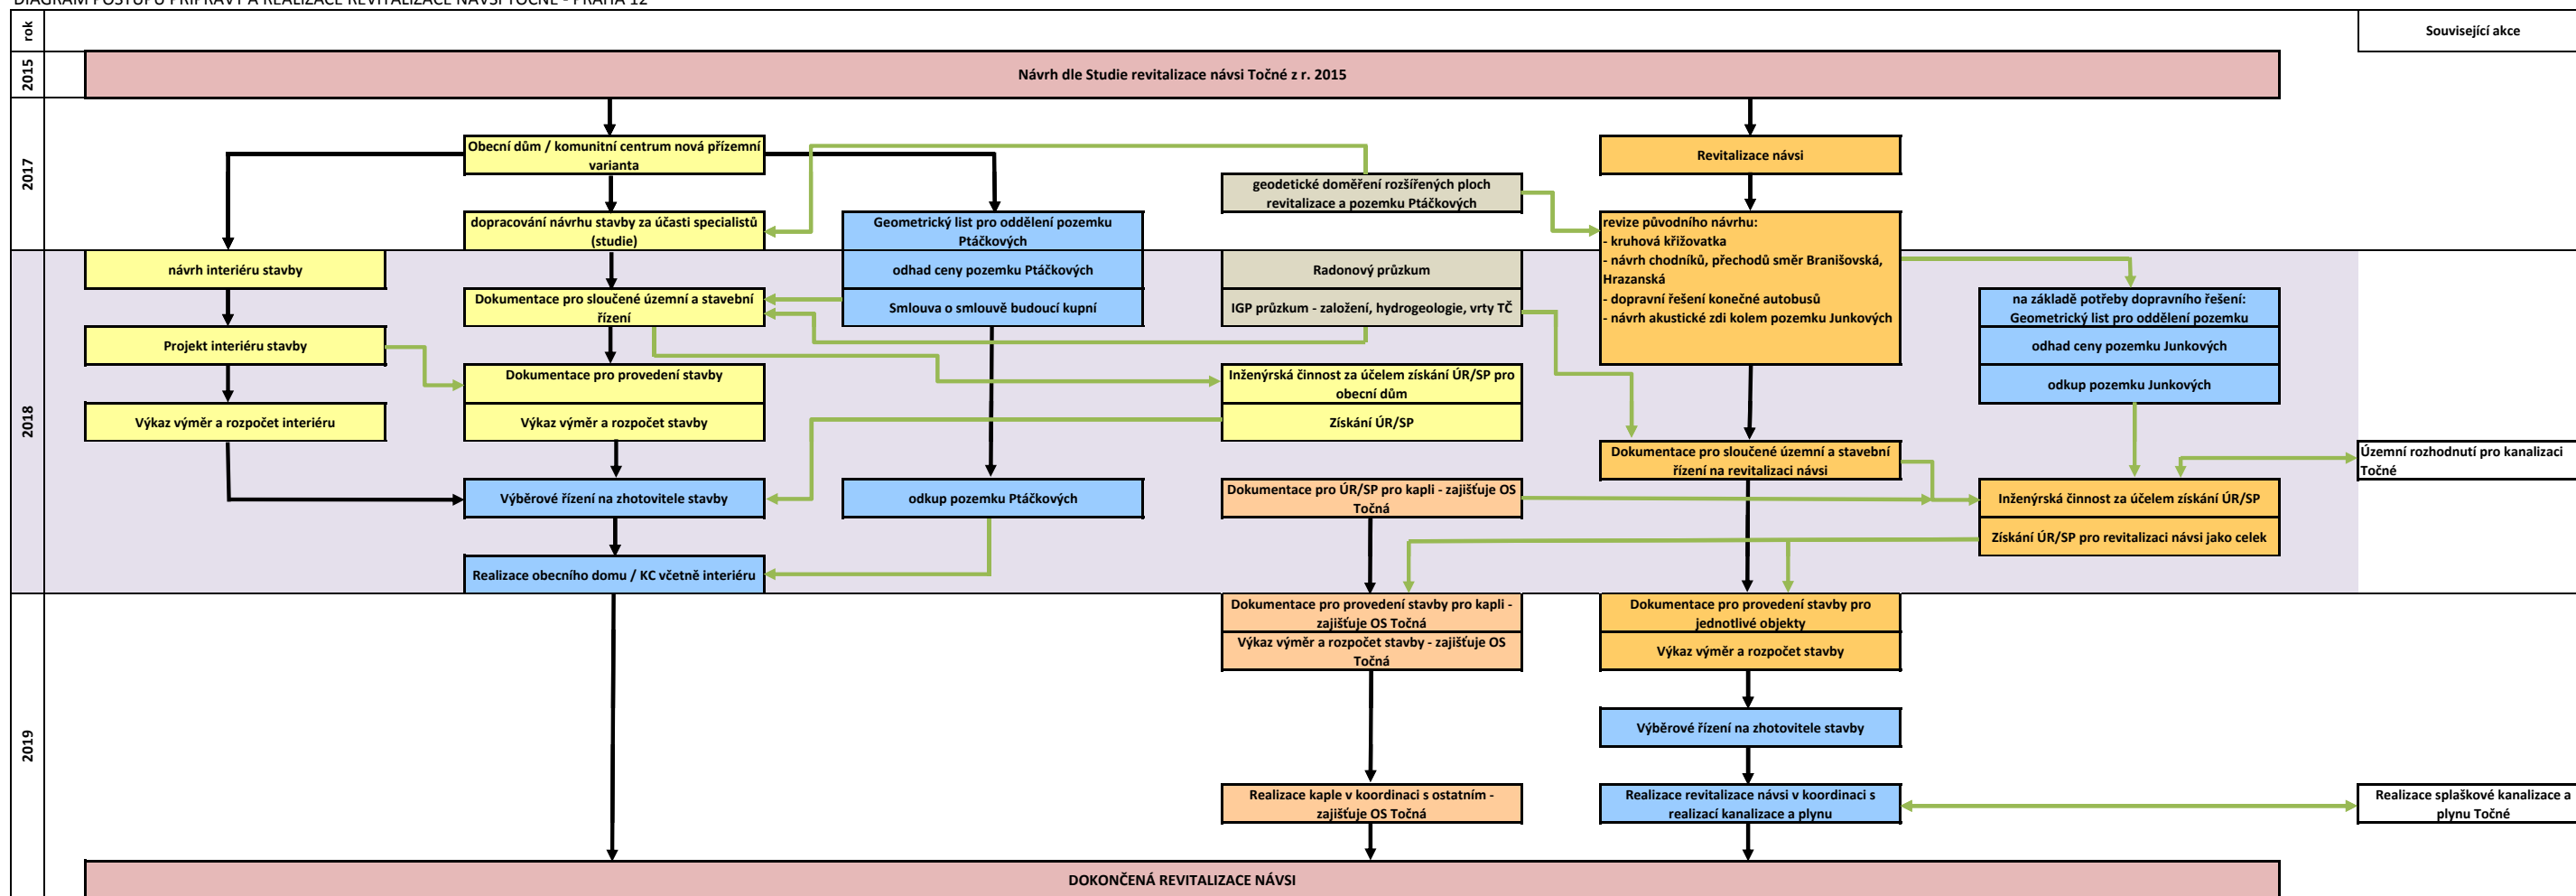 DIAGRAM POSTUPU PŘÍPRAVY A REALIZACE REVITALIZACE NÁVSI TOČNÉ - PRAHA 12
rok
Související akce
2015
Návrh dle Studie revitalizace návsi Točné z r. 2015
2017
Obecní dům / komunitní centrum nová přízemní
varianta
Revitalizace návsi
geodetické doměření rozšířených ploch
revitalizace a pozemku Ptáčkových
dopracování návrhu stavby za účasti specialistů
(studie)
Geometrický list pro oddělení pozemku
Ptáčkových
revize původního návrhu:
- kruhová křižovatka
- návrh chodníků, přechodů směr Branišovská,
Hrazanská
- dopravní řešení konečné autobusů
- návrh akustické zdi kolem pozemku Junkových
2018
návrh interiéru stavby
odhad ceny pozemku Ptáčkových
Radonový průzkum
Dokumentace pro sloučené územní a stavební
řízení
Smlouva o smlouvě budoucí kupní
IGP průzkum - založení, hydrogeologie, vrty TČ
na základě potřeby dopravního řešení:
Geometrický list pro oddělení pozemku
Projekt interiéru stavby
odhad ceny pozemku Junkových
Dokumentace pro provedení stavby
Inženýrská činnost za účelem získání ÚR/SP pro
obecní dům
odkup pozemku Junkových
Výkaz výměr a rozpočet interiéru
Výkaz výměr a rozpočet stavby
Získání ÚR/SP
Dokumentace pro sloučené územní a stavební
řízení na revitalizaci návsi
Územní rozhodnutí pro kanalizaci
Točné
Výběrové řízení na zhotovitele stavby
odkup pozemku Ptáčkových
Dokumentace pro ÚR/SP pro kapli - zajišťuje OS
Točná
Inženýrská činnost za účelem získání ÚR/SP
Získání ÚR/SP pro revitalizaci návsi jako celek
Realizace obecního domu / KC včetně interiéru
2019
Dokumentace pro provedení stavby pro kapli -
zajišťuje OS Točná
Dokumentace pro provedení stavby pro
jednotlivé objekty
Výkaz výměr a rozpočet stavby - zajišťuje OS
Točná
Výkaz výměr a rozpočet stavby
Výběrové řízení na zhotovitele stavby
Realizace kaple v koordinaci s ostatním -
zajišťuje OS Točná
Realizace revitalizace návsi v koordinaci s
realizací kanalizace a plynu
Realizace splaškové kanalizace a
plynu Točné
DOKONČENÁ REVITALIZACE NÁVSI